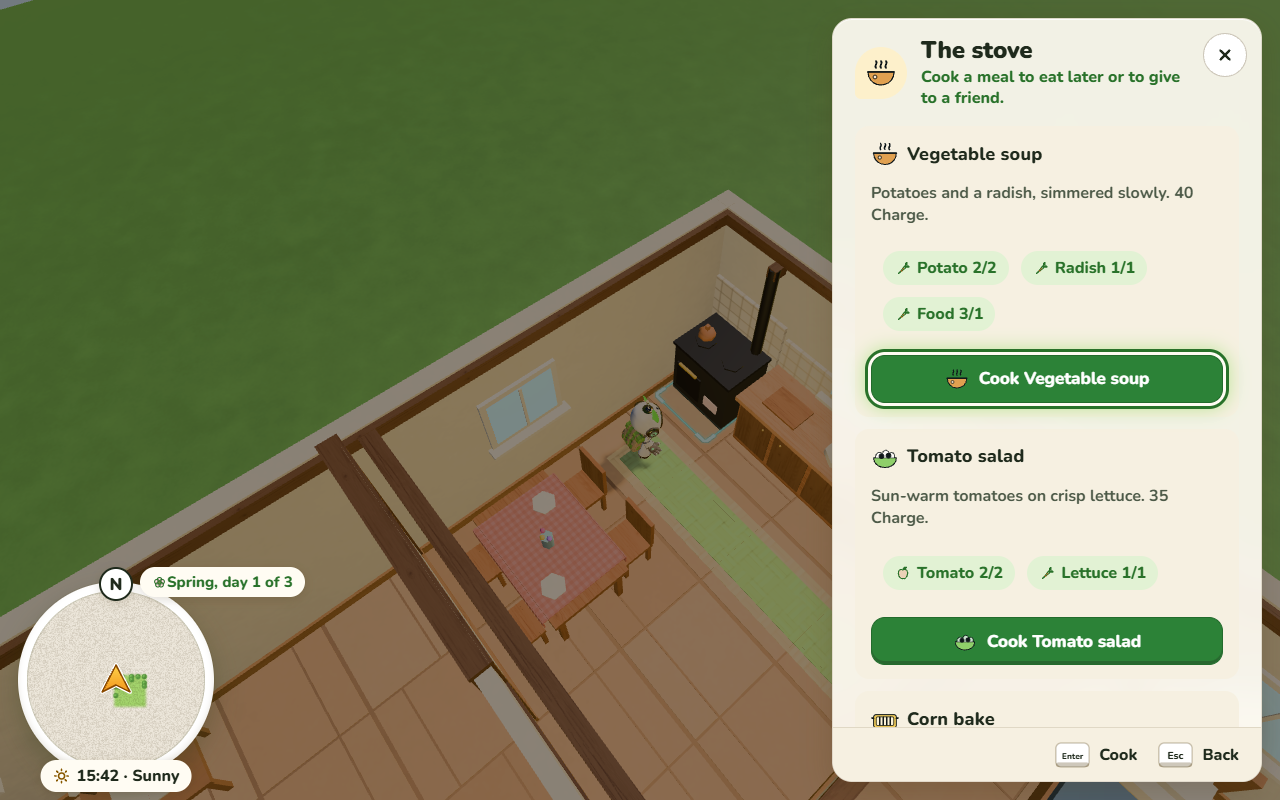 The stove
Cook a meal to eat later or to give
to a friend.
Vegetable soup
Potatoes and a radish, simmered slowly. 40
Charge.
Potato 2/2
Radish 1/1
Food 3/1
Cook Vegetable soup
Tomato salad
Sun-warm tomatoes on crisp lettuce. 35
Charge.
Tomato 2/2
Lettuce 1/1
Cook Tomato salad
Corn bake
Enter Cook
Esc Back
N
Spring, day 1 of 3
15:42 · Sunny